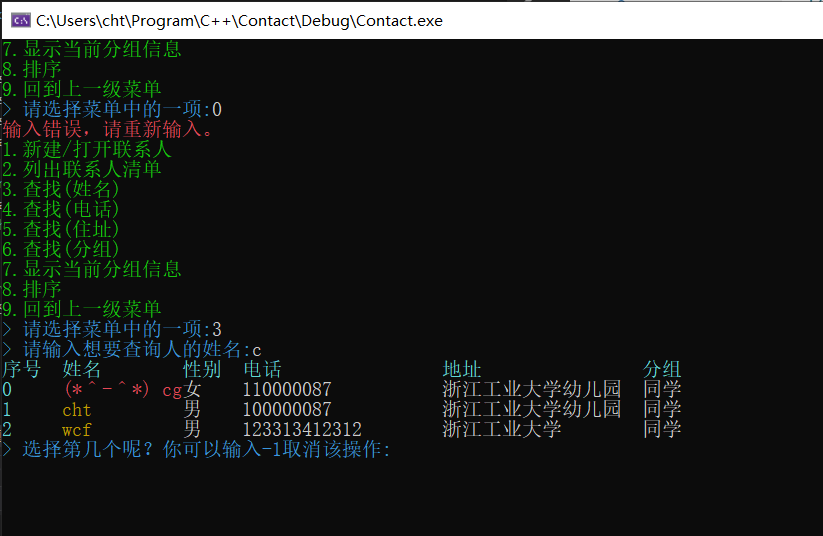 C:\Users\cht\Program\C++\Contact\Debug\Contact.exe
7.显示当前分组信息
8.排序
9.回到上一级菜单
> 请选择菜单中的一项:0
输入错误，请重新输入。
1.新建/打开联系人
2.列出联系人清单
3.查找(姓名)
4.查找(电话)
5.查找(住址)
6.查找(分组)
7.显示当前分组信息
8.排序
9.回到上一级菜单
> 请选择菜单中的一项:3
> 请输入想要查询人的姓名:c
序号 姓名 性别 电话 地址 分组
0 (*＾-＾*) cg女 110000087 浙江工业大学幼儿园 同学
1 cht 男 100000087 浙江工业大学幼儿园 同学
2 wcf 男 123313412312 浙江工业大学 同学
> 选择第几个呢？你可以输入-1取消该操作: